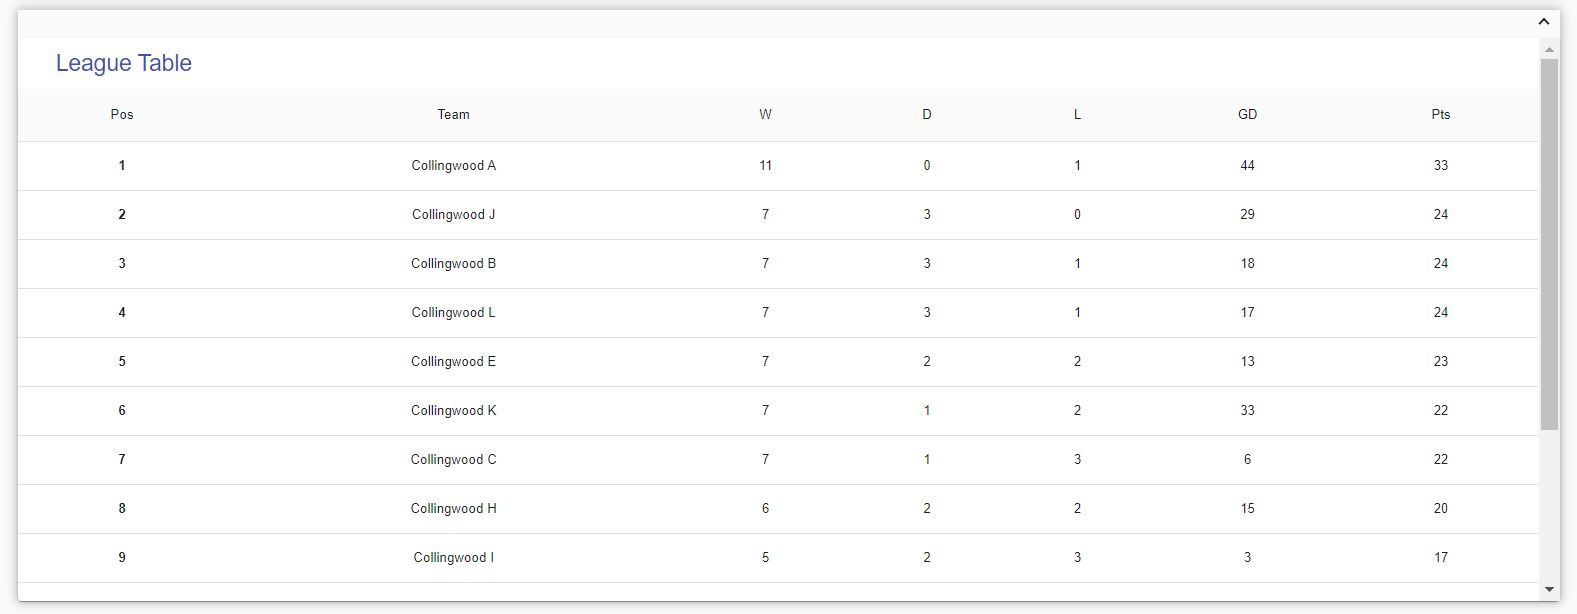 League Table
Pos Team W D L GD Pts
1 Collingwood A 11 0 1 44 33
2 Collingwood J 7 3 0 29 24
3 Collingwood B 7 3 1 18 24
4 Collingwood L 7 3 1 17 24
5 Collingwood E 7 2 2 13 23
6 Collingwood K 7 1 2 33 22
7 Collingwood C 7 1 3 6 22
8 Collingwood H 6 2 2 15 20
9 Collingwood I 5 2 3 3 17